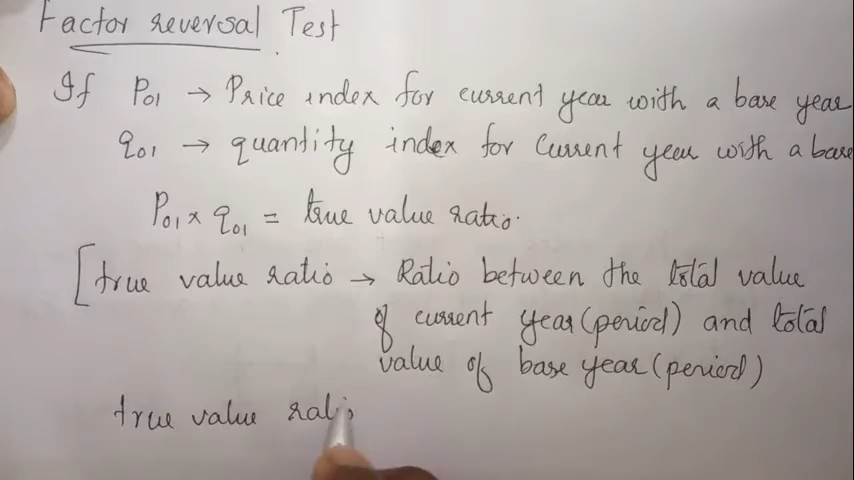 Factor reversal Test
If P01 → Price index for current year with a base year
q01 → quantity index for Current year with a base
P01 × q01 = true value ratio.
[true value ratio → Ratio between the total value
of current year (period) and total
value of base year (period)
true value rati